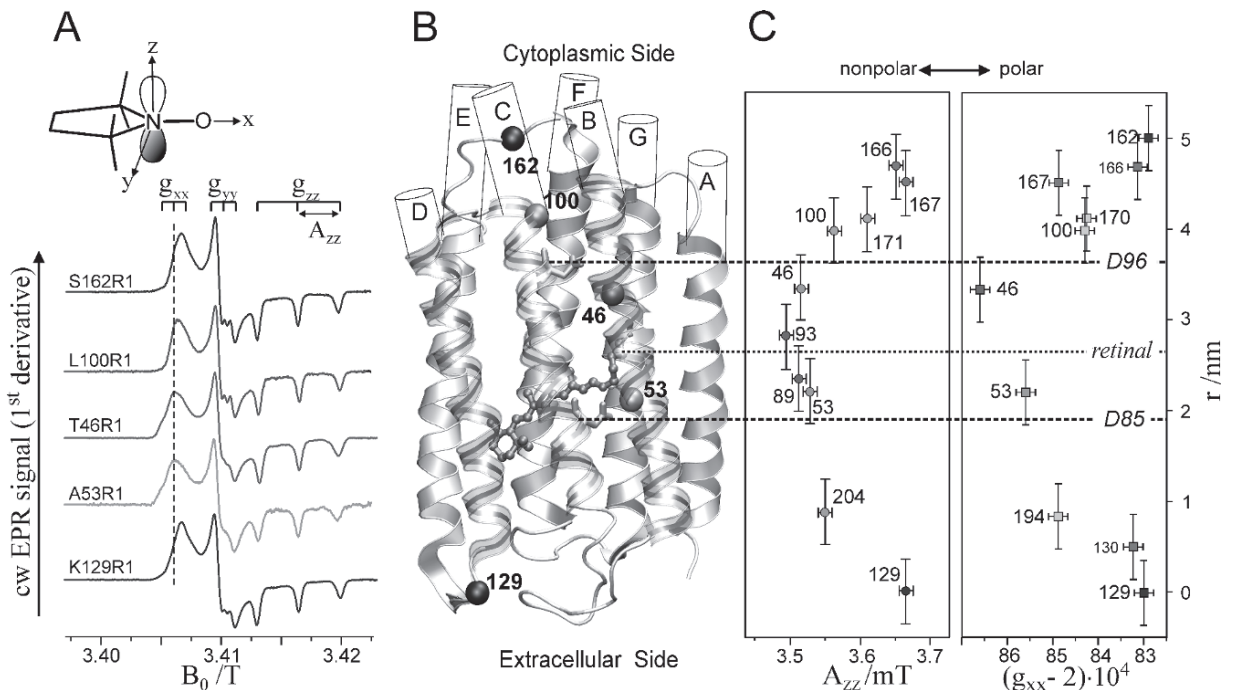 A
z
N
O
x
y
g_xx
g_yy
g_zz
A_zz
cw EPR signal (1st derivative)
S162R1
L100R1
T46R1
A53R1
K129R1
3.40
3.41
3.42
B_0 /T
B
Cytoplasmic Side
E
C
F
B
G
A
D
162
100
46
53
129
Extracellular Side
C
nonpolar
polar
166
167
100
171
46
93
89
53
204
129
3.5
3.6
3.7
A_zz/mT
162
166
167
170
100
D96
46
retinal
53
D85
194
130
129
86
85
84
83
(g_xx- 2)·10^4
5
4
3
2
1
0
r /nm